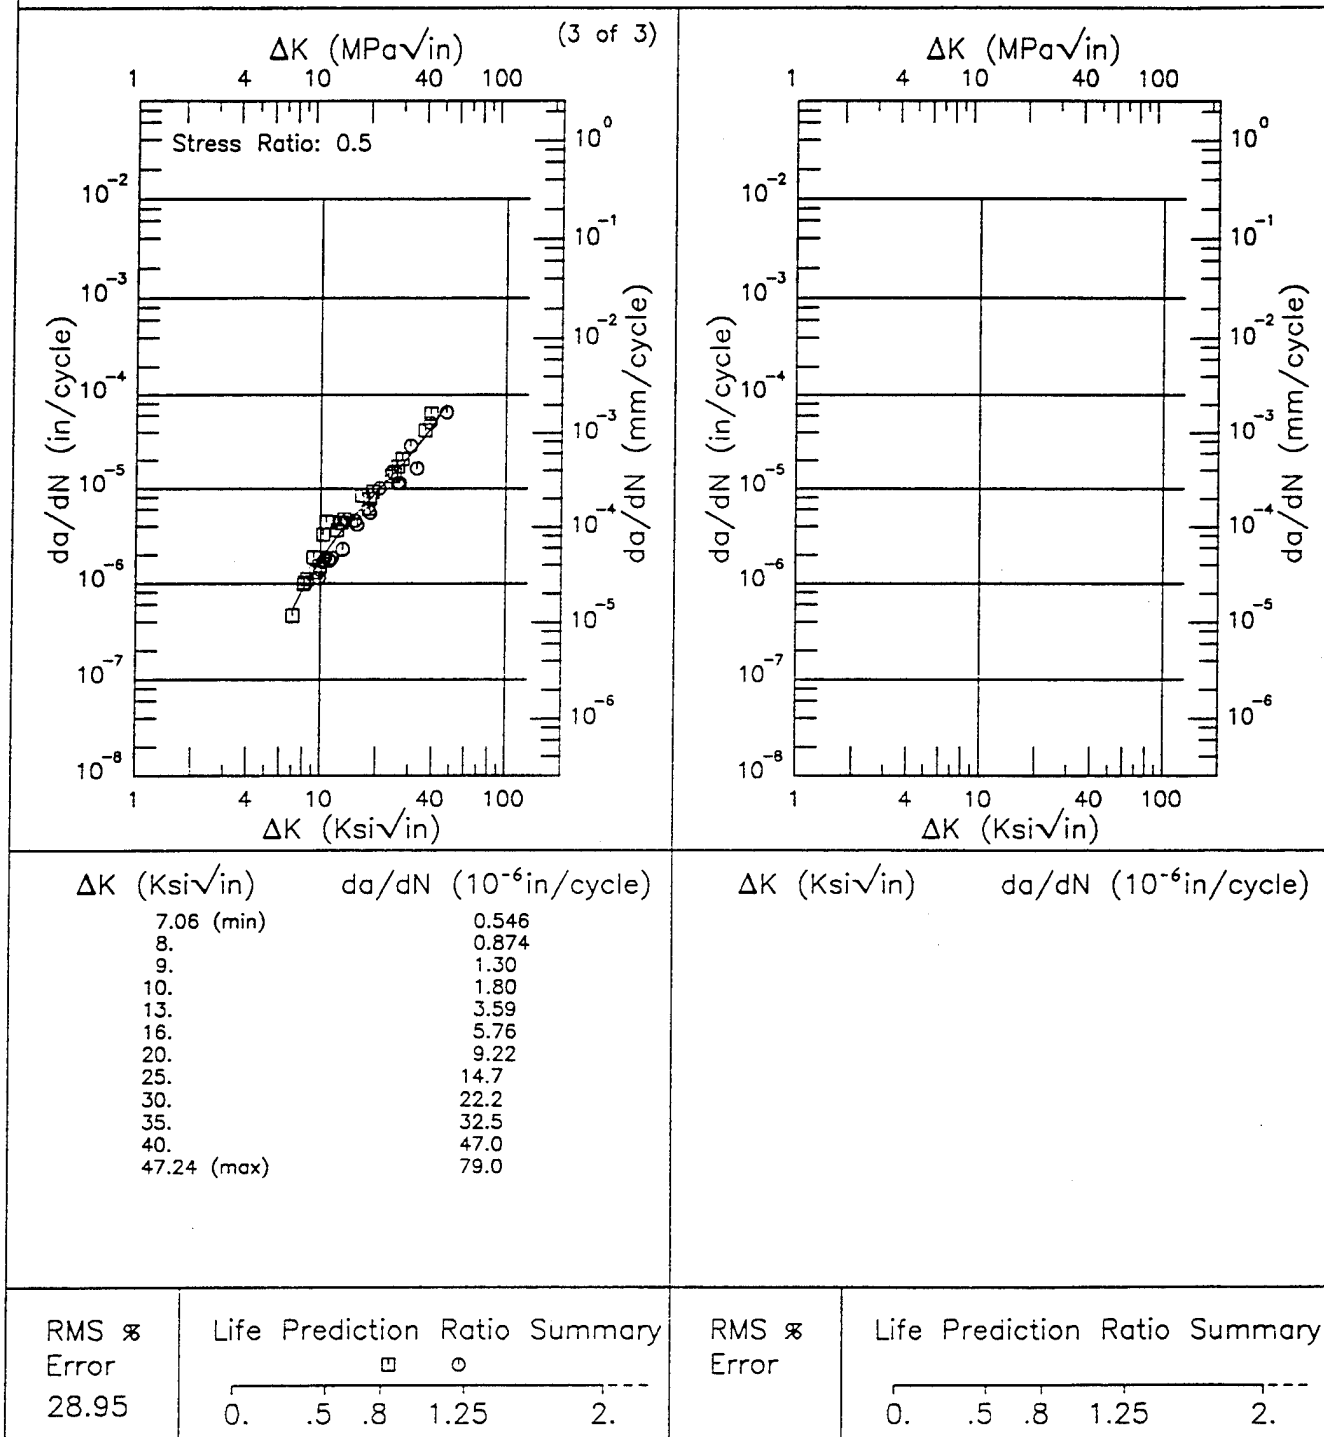 (3 of 3)
ΔK (MPa√in)
1 4 10 40 100
Stress Ratio: 0.5
da/dN (in/cycle)
10⁻²
10⁻³
10⁻⁴
10⁻⁵
10⁻⁶
10⁻⁷
10⁻⁸
10⁰
10⁻¹
10⁻²
10⁻³
10⁻⁴
10⁻⁵
10⁻⁶
da/dN (mm/cycle)
1 4 10 40 100
ΔK (Ksi√in)
ΔK (MPa√in)
1 4 10 40 100
da/dN (in/cycle)
10⁻²
10⁻³
10⁻⁴
10⁻⁵
10⁻⁶
10⁻⁷
10⁻⁸
10⁰
10⁻¹
10⁻²
10⁻³
10⁻⁴
10⁻⁵
10⁻⁶
da/dN (mm/cycle)
1 4 10 40 100
ΔK (Ksi√in)
ΔK (Ksi√in) da/dN (10⁻⁶in/cycle)
7.06 (min) 0.546
8. 0.874
9. 1.30
10. 1.80
13. 3.59
16. 5.76
20. 9.22
25. 14.7
30. 22.2
35. 32.5
40. 47.0
47.24 (max) 79.0
ΔK (Ksi√in) da/dN (10⁻⁶in/cycle)
RMS %
Error
28.95
Life Prediction Ratio Summary
0. .5 .8 1.25 2.
RMS %
Error
Life Prediction Ratio Summary
0. .5 .8 1.25 2.